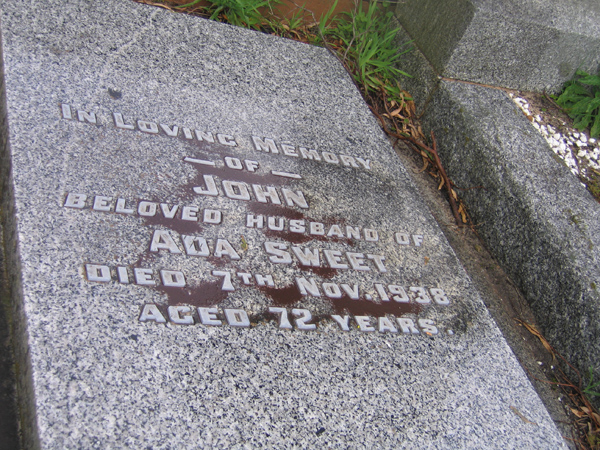 In Loving Memory
— OF —
JOHN
BELOVED HUSBAND OF
ADA SWEET
DIED 7TH NOV. 1938
AGED 72 YEARS